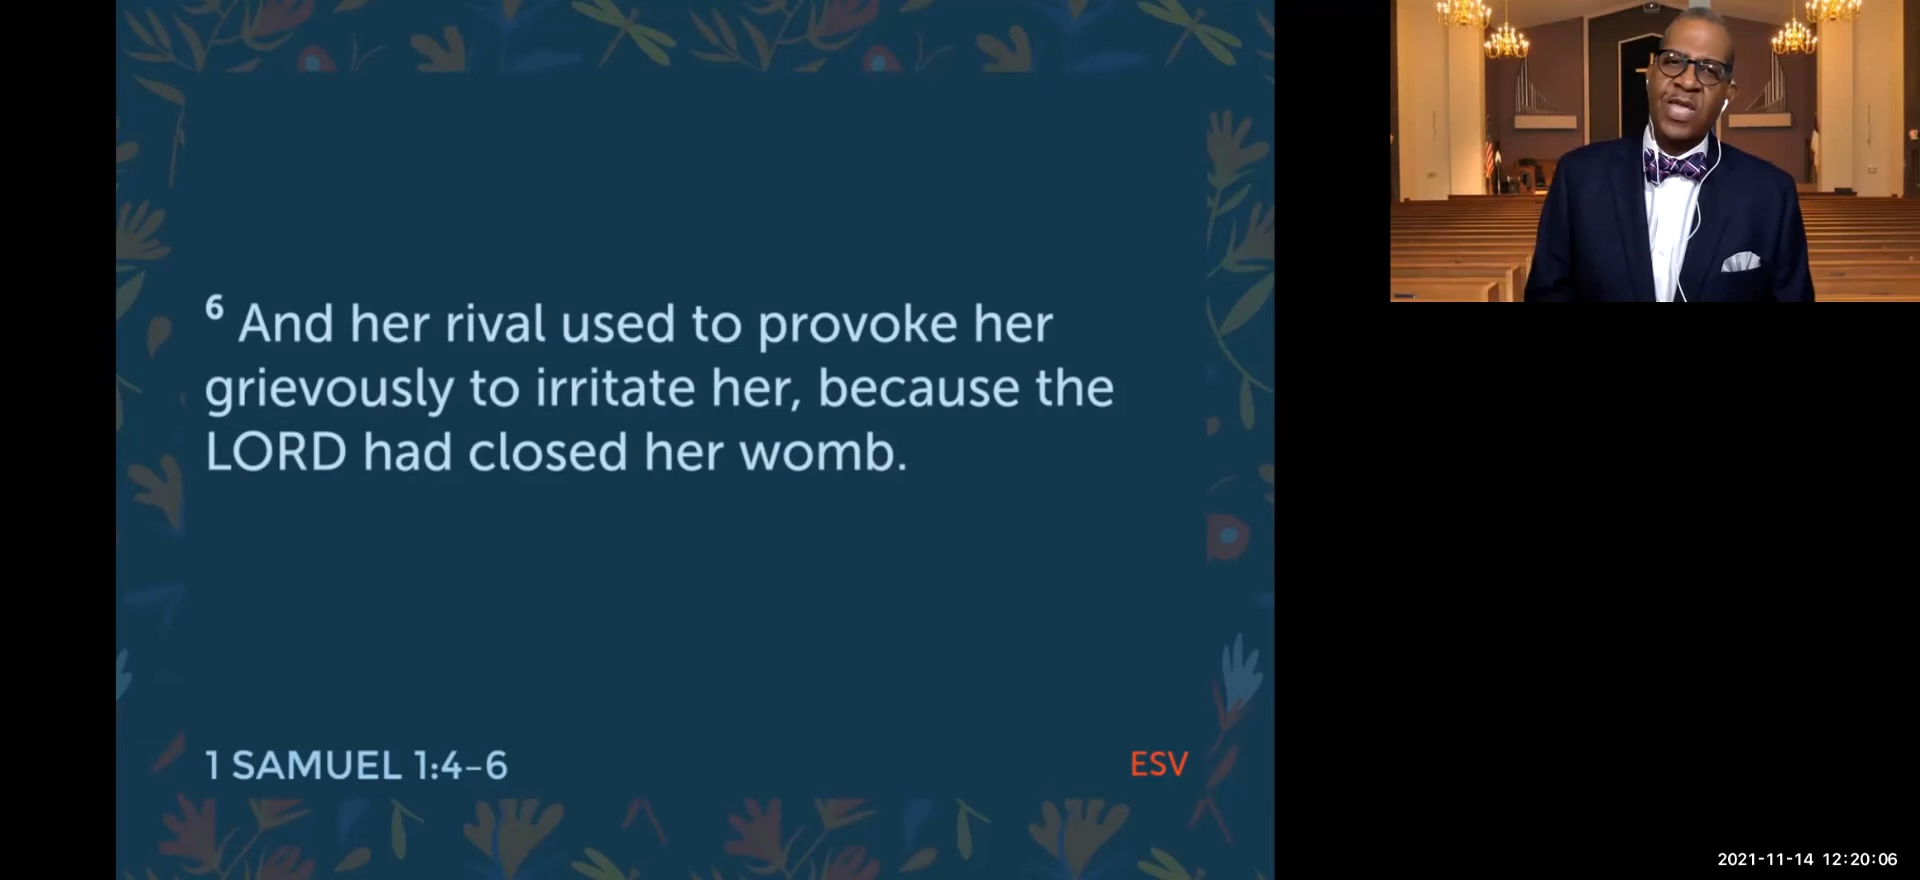 6 And her rival used to provoke her
grievously to irritate her, because the
LORD had closed her womb.
1 SAMUEL 1:4–6
ESV
2021-11-14 12:20:06